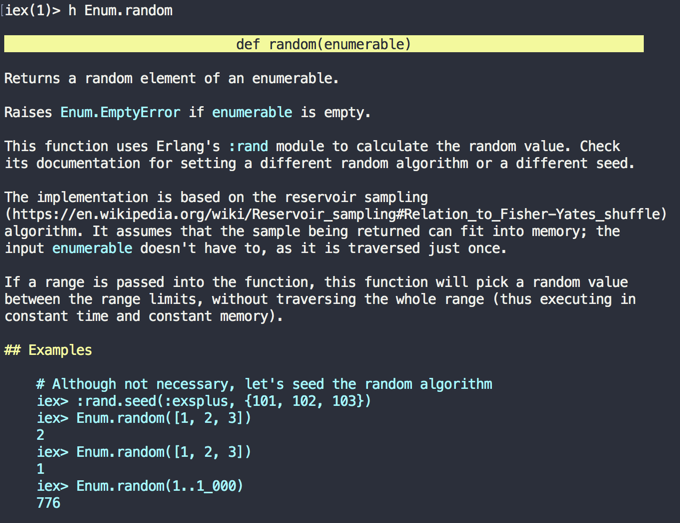 [iex(1)> h Enum.random
def random(enumerable)
Returns a random element of an enumerable.
Raises Enum.EmptyError if enumerable is empty.
This function uses Erlang's :rand module to calculate the random value. Check
its documentation for setting a different random algorithm or a different seed.
The implementation is based on the reservoir sampling
(https://en.wikipedia.org/wiki/Reservoir_sampling#Relation_to_Fisher-Yates_shuffle)
algorithm. It assumes that the sample being returned can fit into memory; the
input enumerable doesn't have to, as it is traversed just once.
If a range is passed into the function, this function will pick a random value
between the range limits, without traversing the whole range (thus executing in
constant time and constant memory).
## Examples
# Although not necessary, let's seed the random algorithm
iex> :rand.seed(:exsplus, {101, 102, 103})
iex> Enum.random([1, 2, 3])
2
iex> Enum.random([1, 2, 3])
1
iex> Enum.random(1..1_000)
776